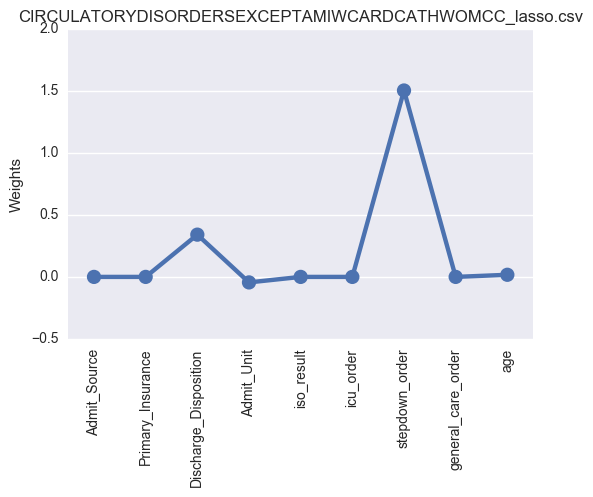 CIRCULATORYDISORDERSEXCEPTAMIWCARDCATHWOMCC_lasso.csv
2.0
1.5
1.0
0.5
0.0
−0.5
Weights
Admit_Source
Primary_Insurance
Discharge_Disposition
Admit_Unit
iso_result
icu_order
stepdown_order
general_care_order
age